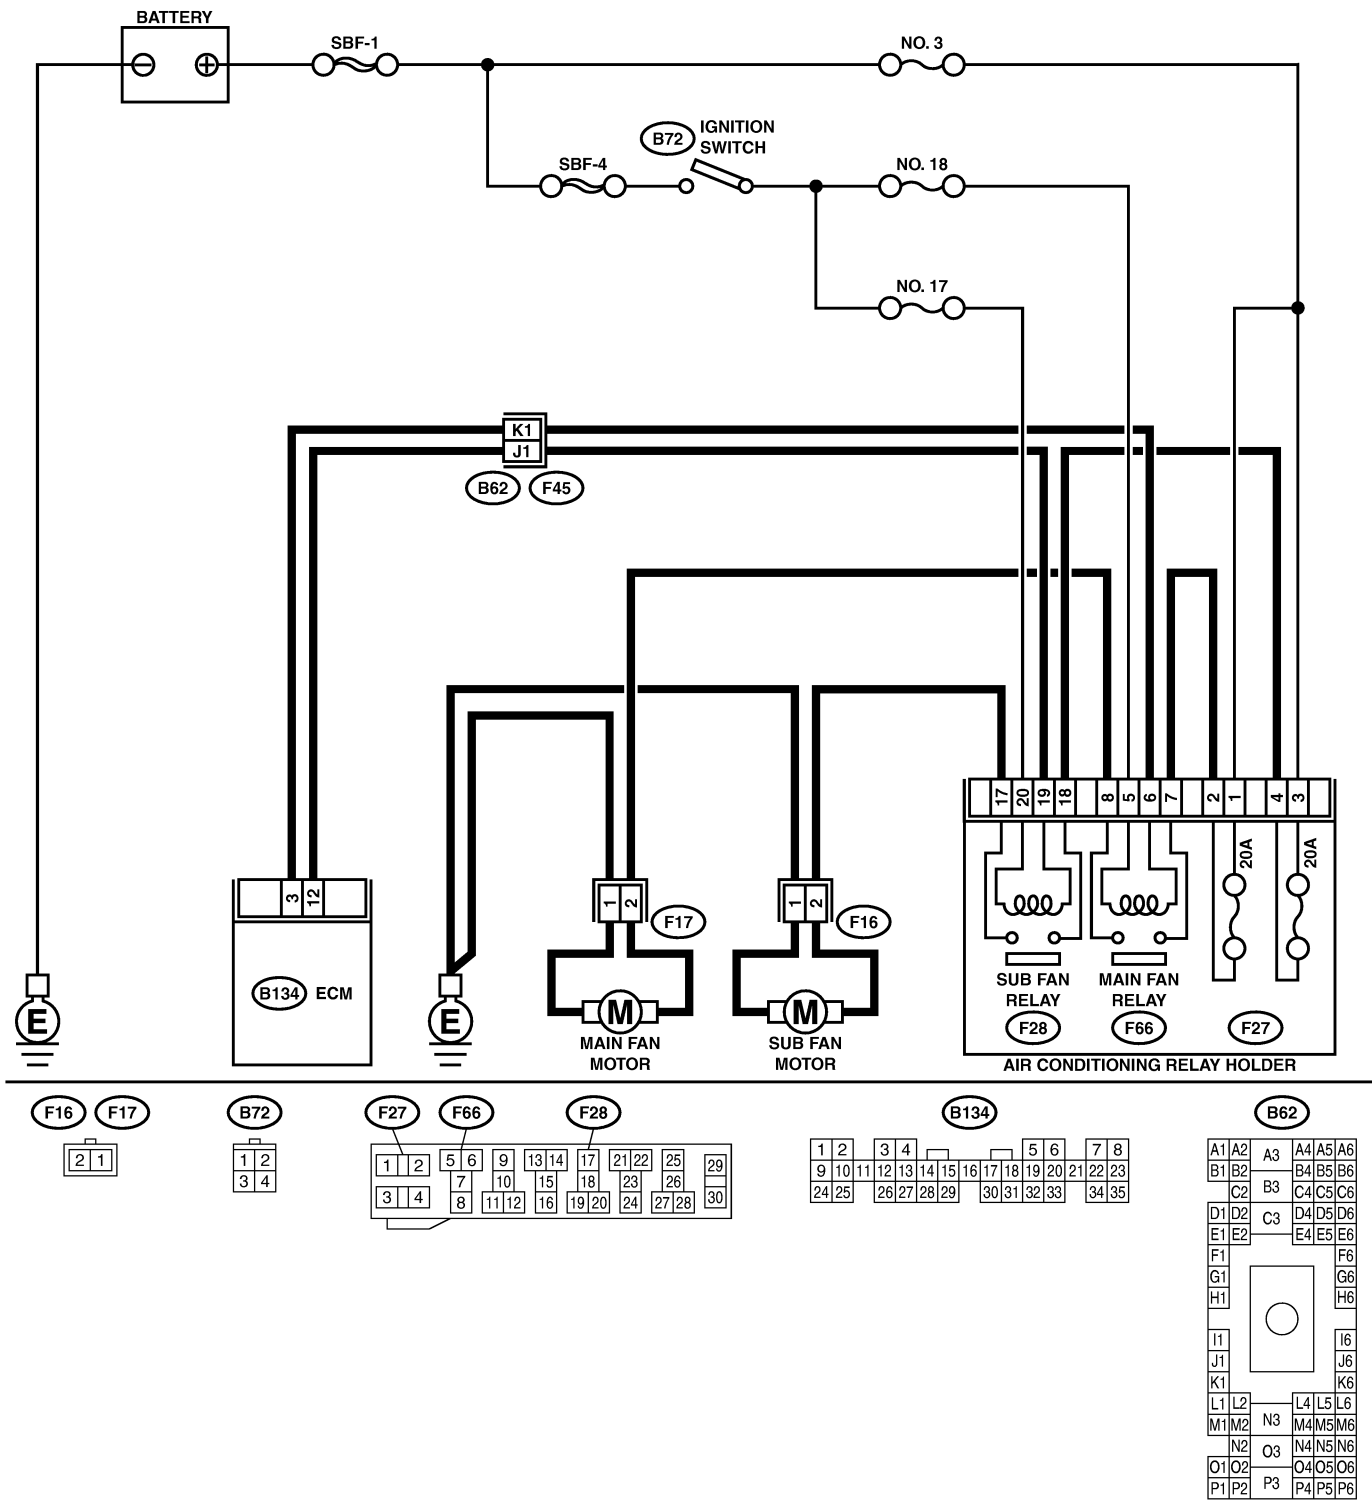 BATTERY
SBF-1
NO. 3
B72
IGNITION
SWITCH
SBF-4
NO. 18
NO. 17
K1
J1
B62 F45
17 20 19 18 8 5 6 7 2 1 4 3
20A 20A
3 12
1 2
F17
1 2
F16
B134 ECM
E
E
M
M
MAIN FAN
MOTOR
SUB FAN
MOTOR
SUB FAN
RELAY
F28
MAIN FAN
RELAY
F66
F27
AIR CONDITIONING RELAY HOLDER
F16 F17 B72 F27 F66 F28 B134 B62
2 1
1 2
3 4
1 2 5 6 9 13 14 17 21 22 25 29
7 10 15 18 23 26
3 4 8 11 12 16 19 20 24 27 28 30
1 2 3 4 5 6 7 8
9 10 11 12 13 14 15 16 17 18 19 20 21 22 23
24 25 26 27 28 29 30 31 32 33 34 35
A1 A2 A3 A4 A5 A6
B1 B2 B3 B4 B5 B6
C2 C3 C4 C5 C6
D1 D2 D4 D5 D6
E1 E2 E4 E5 E6
F1 F6
G1 G6
H1 H6
I1 I6
J1 J6
K1 K6
L1 L2 L4 L5 L6
M1 M2 N3 M4 M5 M6
N2 O3 N4 N5 N6
O1 O2 O4 O5 O6
P1 P2 P3 P4 P5 P6